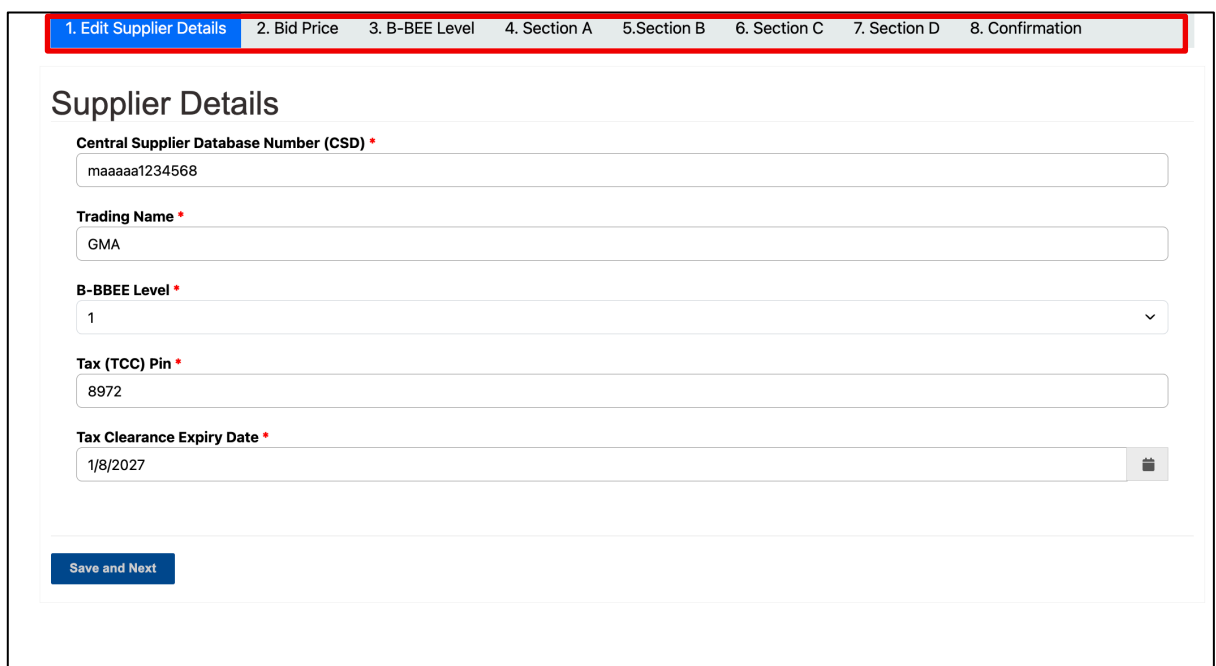 1. Edit Supplier Details 2. Bid Price 3. B-BEE Level 4. Section A 5.Section B 6. Section C 7. Section D 8. Confirmation
Supplier Details
Central Supplier Database Number (CSD) *
maaaaa1234568
Trading Name *
GMA
B-BBEE Level *
1
Tax (TCC) Pin *
8972
Tax Clearance Expiry Date *
1/8/2027
Save and Next